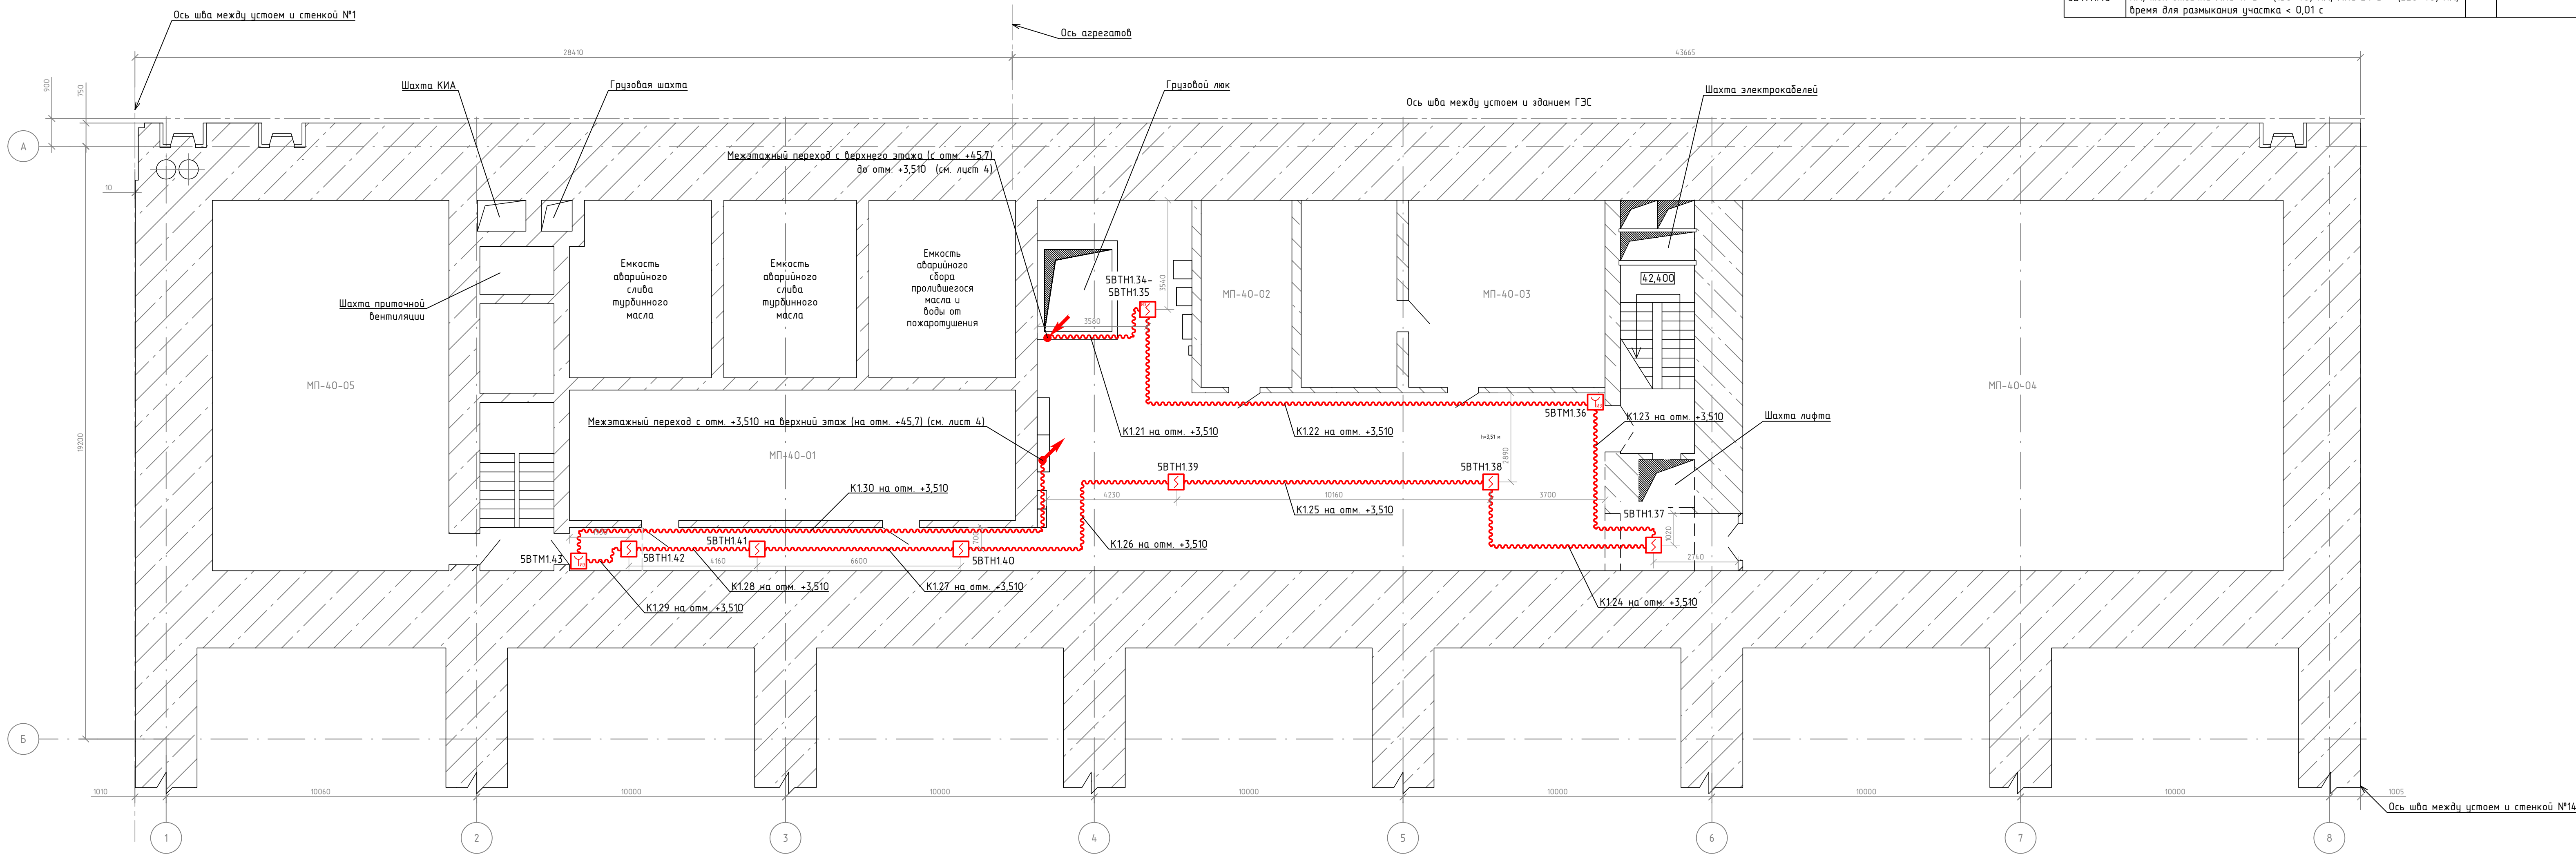 время для размыкания участка < 0,01 с
Ось шва между устоем и стенкой №1
Ось агрегатов
28410
43665
900
750
Шахта КИА
Грузовая шахта
Грузовой люк
Ось шва между устоем и зданием ГЭС
Шахта электрокабелей
А
Межэтажный переход с верхнего этажа (с отм. +45,7)
до отм. +3,510 (см. лист 4)
10
Емкость
аварийного
слива
турбинного
масла
Емкость
аварийного
слива
турбинного
масла
Емкость
аварийного
сбора
пролившегося
масла и
воды от
пожаротушения
5ВТН1.34-
5ВТН1.35
3540
3580
МП-40-02
МП-40-03
42,400
Шахта приточной
вентиляции
МП-40-05
МП-40-04
Межэтажный переход с отм. +3,510 на верхний этаж (на отм. +45,7) (см. лист 4)
К1.21 на отм. +3,510
К1.22 на отм. +3,510
5ВТМ1.36
К1.23 на отм. +3,510
Шахта лифта
19200
МП-40-01
h=3,51 м
2890
5ВТН1.39
5ВТН1.38
К1.30 на отм. +3,510
4230
10160
3700
К1.25 на отм. +3,510
5ВТН1.37
1020
К1.26 на отм. +3,510
700
5ВТН1.41
5ВТМ1.43
5ВТН1.42
5ВТН1.40
4160
6600
2740
К1.28 на отм. +3,510
К1.27 на отм. +3,510
К1.29 на отм. +3,510
К1.24 на отм. +3,510
Б
1010
10060
10000
10000
10000
10000
10000
10000
1005
Ось шва между устоем и стенкой №14
1
2
3
4
5
6
7
8